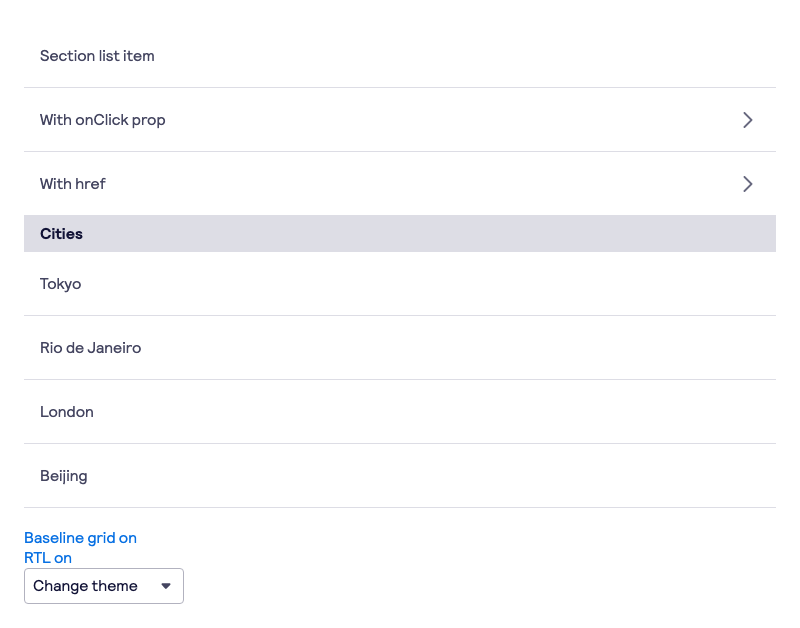 Section list item
With onClick prop
With href
Cities
Tokyo
Rio de Janeiro
London
Beijing
Baseline grid on
RTL on
Change theme